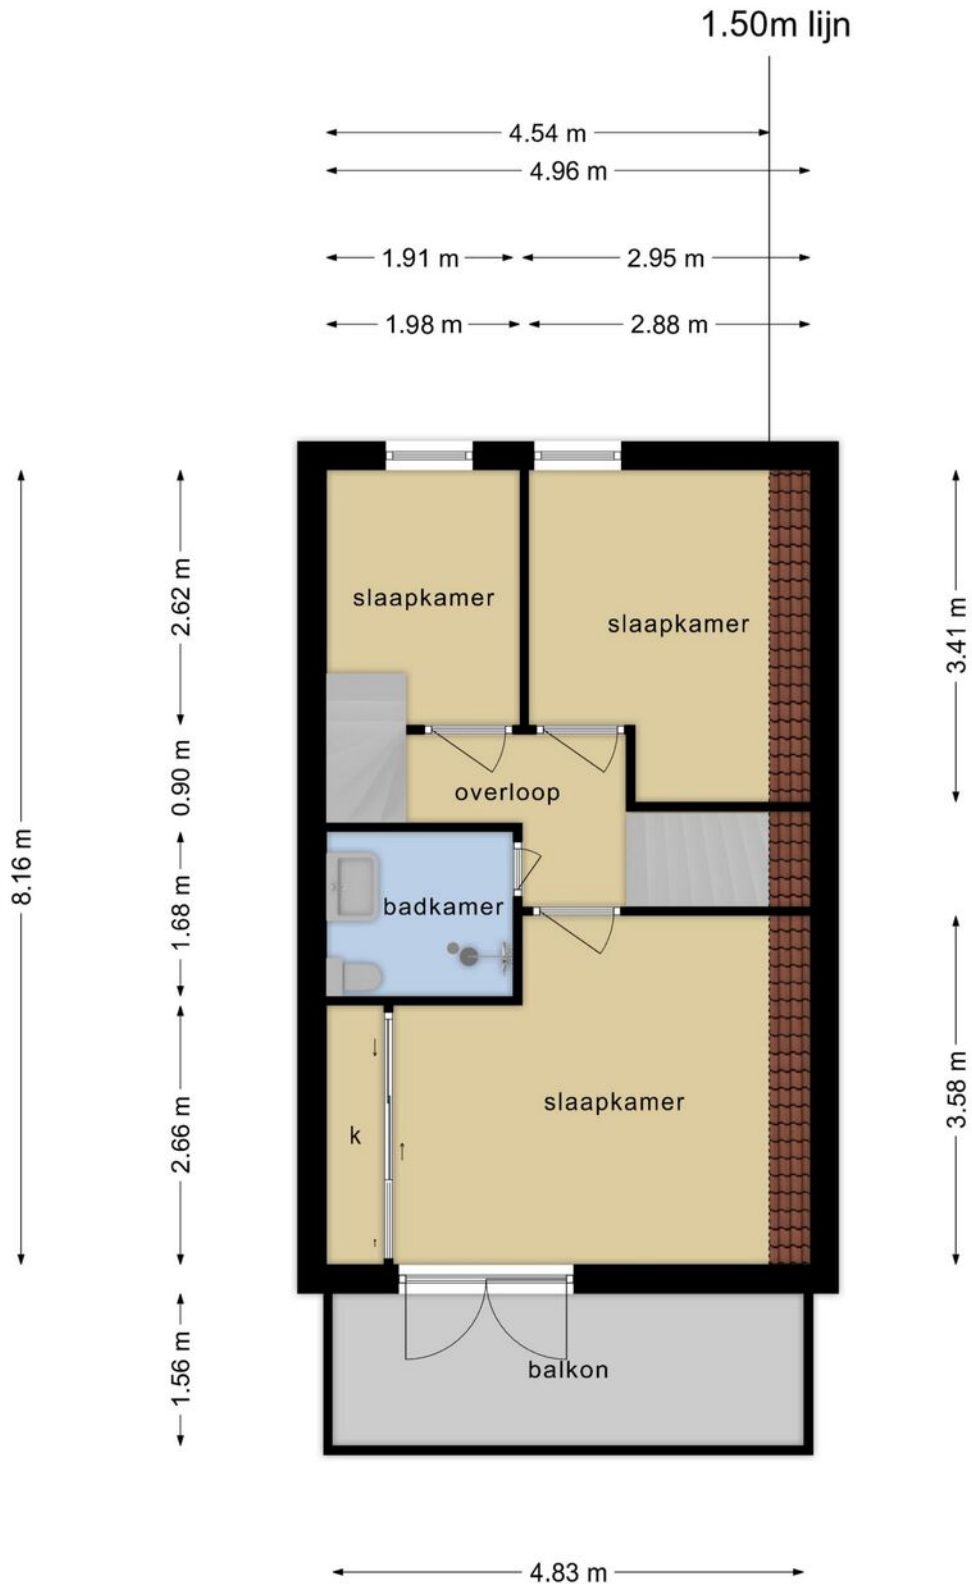 1.50m lijn
4.54 m
4.96 m
1.91 m
2.95 m
1.98 m
2.88 m
8.16 m
2.62 m
0.90 m
1.68 m
2.66 m
1.56 m
3.41 m
3.58 m
slaapkamer
slaapkamer
overloop
badkamer
slaapkamer
k
balkon
4.83 m